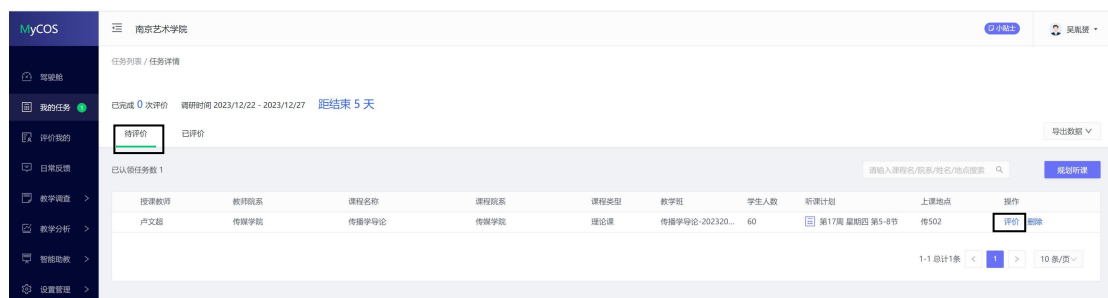 MyCOS
南京艺术学院
小贴士
吴胤赟
驾驶舱
我的任务 1
评价我的
日常反馈
教学调查 >
教学分析 >
智能助教 >
设置管理 >
任务列表 / 任务详情
已完成 0 次评价 调研时间 2023/12/22 - 2023/12/27 距结束 5 天
待评价 已评价 导出数据
已认领任务数 1 请输入课程名/院系/姓名/地点搜索 规划听课
授课教师 教师院系 课程名称 课程院系 课程类型 教学班 学生人数 听课计划 上课地点 操作
卢文超 传媒学院 传播学导论 传媒学院 理论课 传播学导论-202320... 60 第17周 星期四 第5-8节 传502 评价 删除
1-1 总计1条 < 1 > 10 条/页